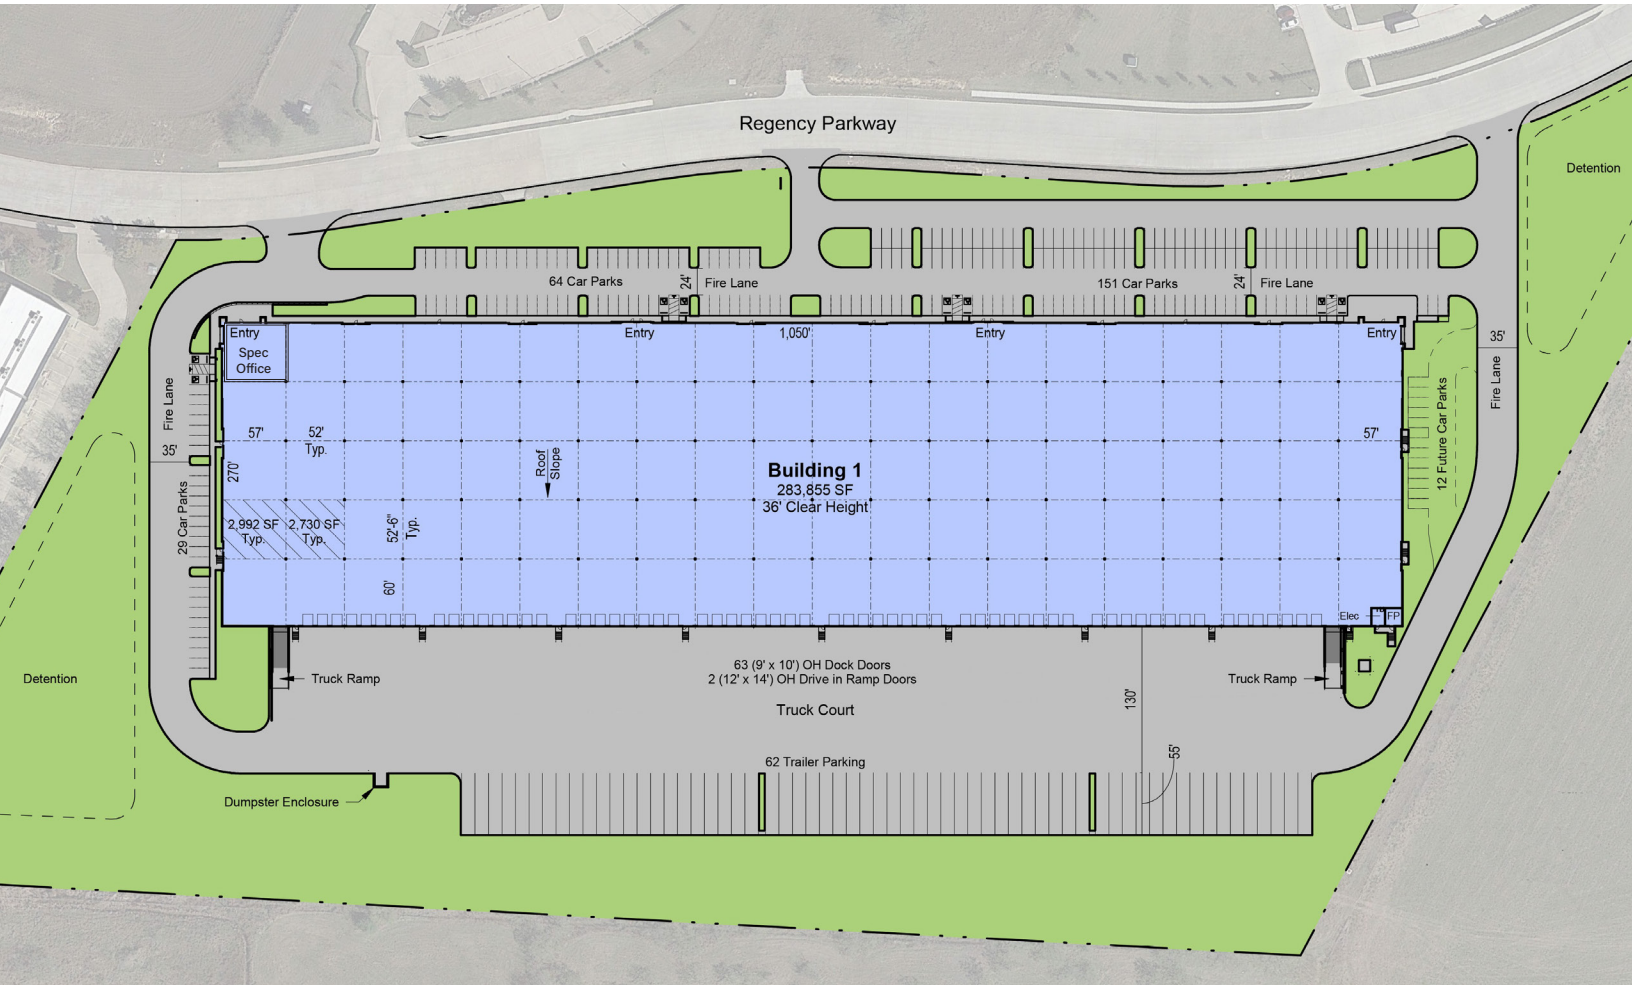 Regency Parkway
Detention
64 Car Parks
24'
Fire Lane
151 Car Parks
24'
Fire Lane
Entry
Entry
1,050'
Entry
Entry
35'
Spec
Office
Fire Lane
Fire Lane
12 Future Car Parks
57'
52'
Typ.
57'
35'
270'
Roof
Slope
Building 1
283,855 SF
36' Clear Height
29 Car Parks
2,992 SF
Typ.
2,730 SF
Typ.
52'-6"
Typ.
60'
Elec
FP
63 (9' x 10') OH Dock Doors
2 (12' x 14') OH Drive in Ramp Doors
Detention
Truck Ramp
Truck Ramp
130'
Truck Court
55'
62 Trailer Parking
Dumpster Enclosure